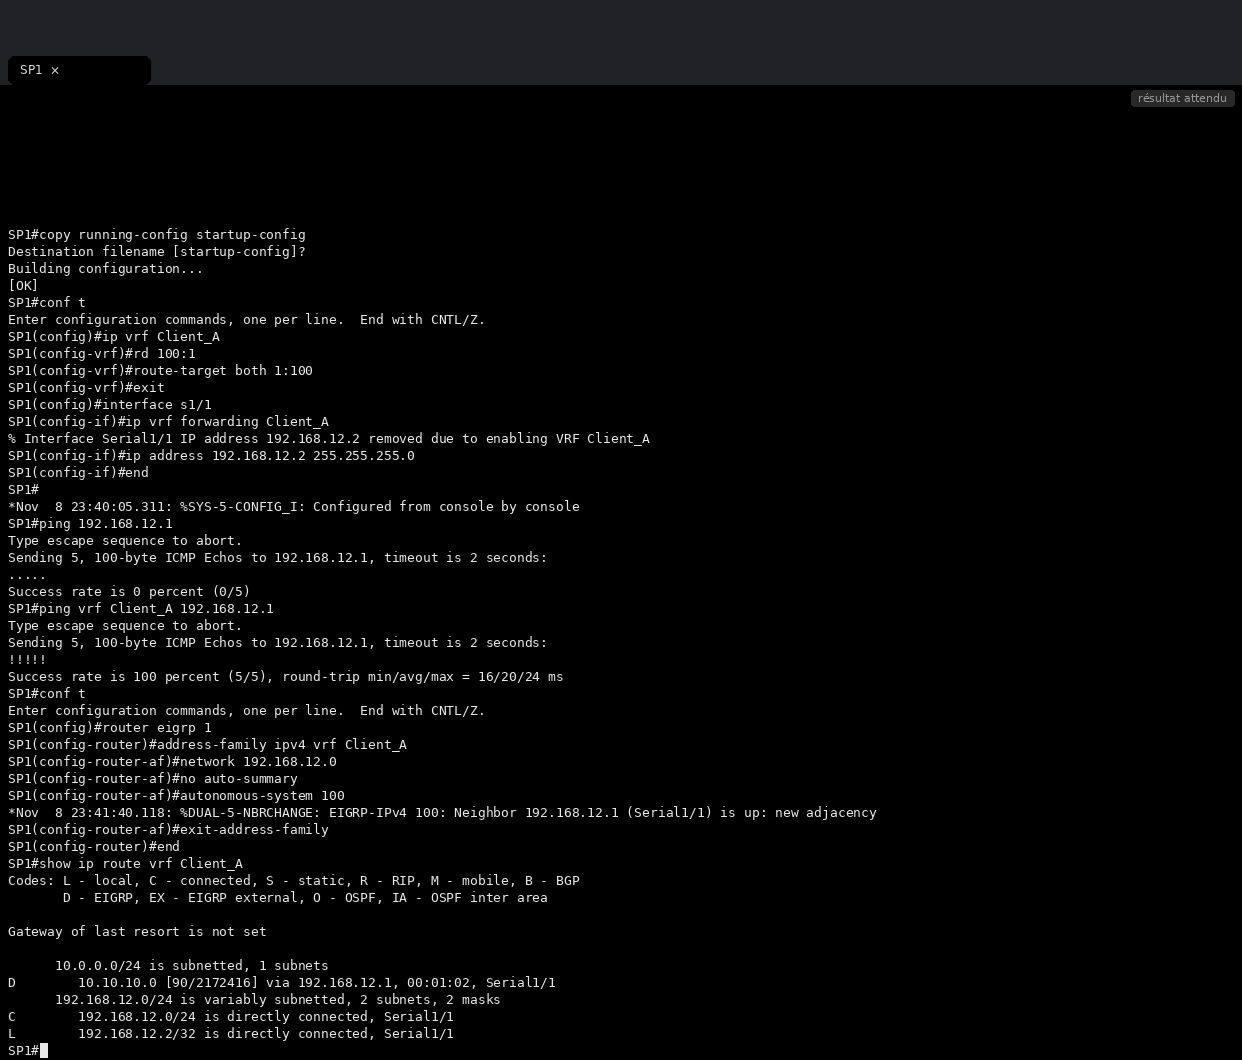 SP1 ×
résultat attendu
SP1#copy running-config startup-config
Destination filename [startup-config]?
Building configuration...
[OK]
SP1#conf t
Enter configuration commands, one per line.  End with CNTL/Z.
SP1(config)#ip vrf Client_A
SP1(config-vrf)#rd 100:1
SP1(config-vrf)#route-target both 1:100
SP1(config-vrf)#exit
SP1(config)#interface s1/1
SP1(config-if)#ip vrf forwarding Client_A
% Interface Serial1/1 IP address 192.168.12.2 removed due to enabling VRF Client_A
SP1(config-if)#ip address 192.168.12.2 255.255.255.0
SP1(config-if)#end
SP1#
*Nov  8 23:40:05.311: %SYS-5-CONFIG_I: Configured from console by console
SP1#ping 192.168.12.1
Type escape sequence to abort.
Sending 5, 100-byte ICMP Echos to 192.168.12.1, timeout is 2 seconds:
.....
Success rate is 0 percent (0/5)
SP1#ping vrf Client_A 192.168.12.1
Type escape sequence to abort.
Sending 5, 100-byte ICMP Echos to 192.168.12.1, timeout is 2 seconds:
!!!!!
Success rate is 100 percent (5/5), round-trip min/avg/max = 16/20/24 ms
SP1#conf t
Enter configuration commands, one per line.  End with CNTL/Z.
SP1(config)#router eigrp 1
SP1(config-router)#address-family ipv4 vrf Client_A
SP1(config-router-af)#network 192.168.12.0
SP1(config-router-af)#no auto-summary
SP1(config-router-af)#autonomous-system 100
*Nov  8 23:41:40.118: %DUAL-5-NBRCHANGE: EIGRP-IPv4 100: Neighbor 192.168.12.1 (Serial1/1) is up: new adjacency
SP1(config-router-af)#exit-address-family
SP1(config-router)#end
SP1#show ip route vrf Client_A
Codes: L - local, C - connected, S - static, R - RIP, M - mobile, B - BGP
       D - EIGRP, EX - EIGRP external, O - OSPF, IA - OSPF inter area
Gateway of last resort is not set
      10.0.0.0/24 is subnetted, 1 subnets
D        10.10.10.0 [90/2172416] via 192.168.12.1, 00:01:02, Serial1/1
      192.168.12.0/24 is variably subnetted, 2 subnets, 2 masks
C        192.168.12.0/24 is directly connected, Serial1/1
L        192.168.12.2/32 is directly connected, Serial1/1
SP1#